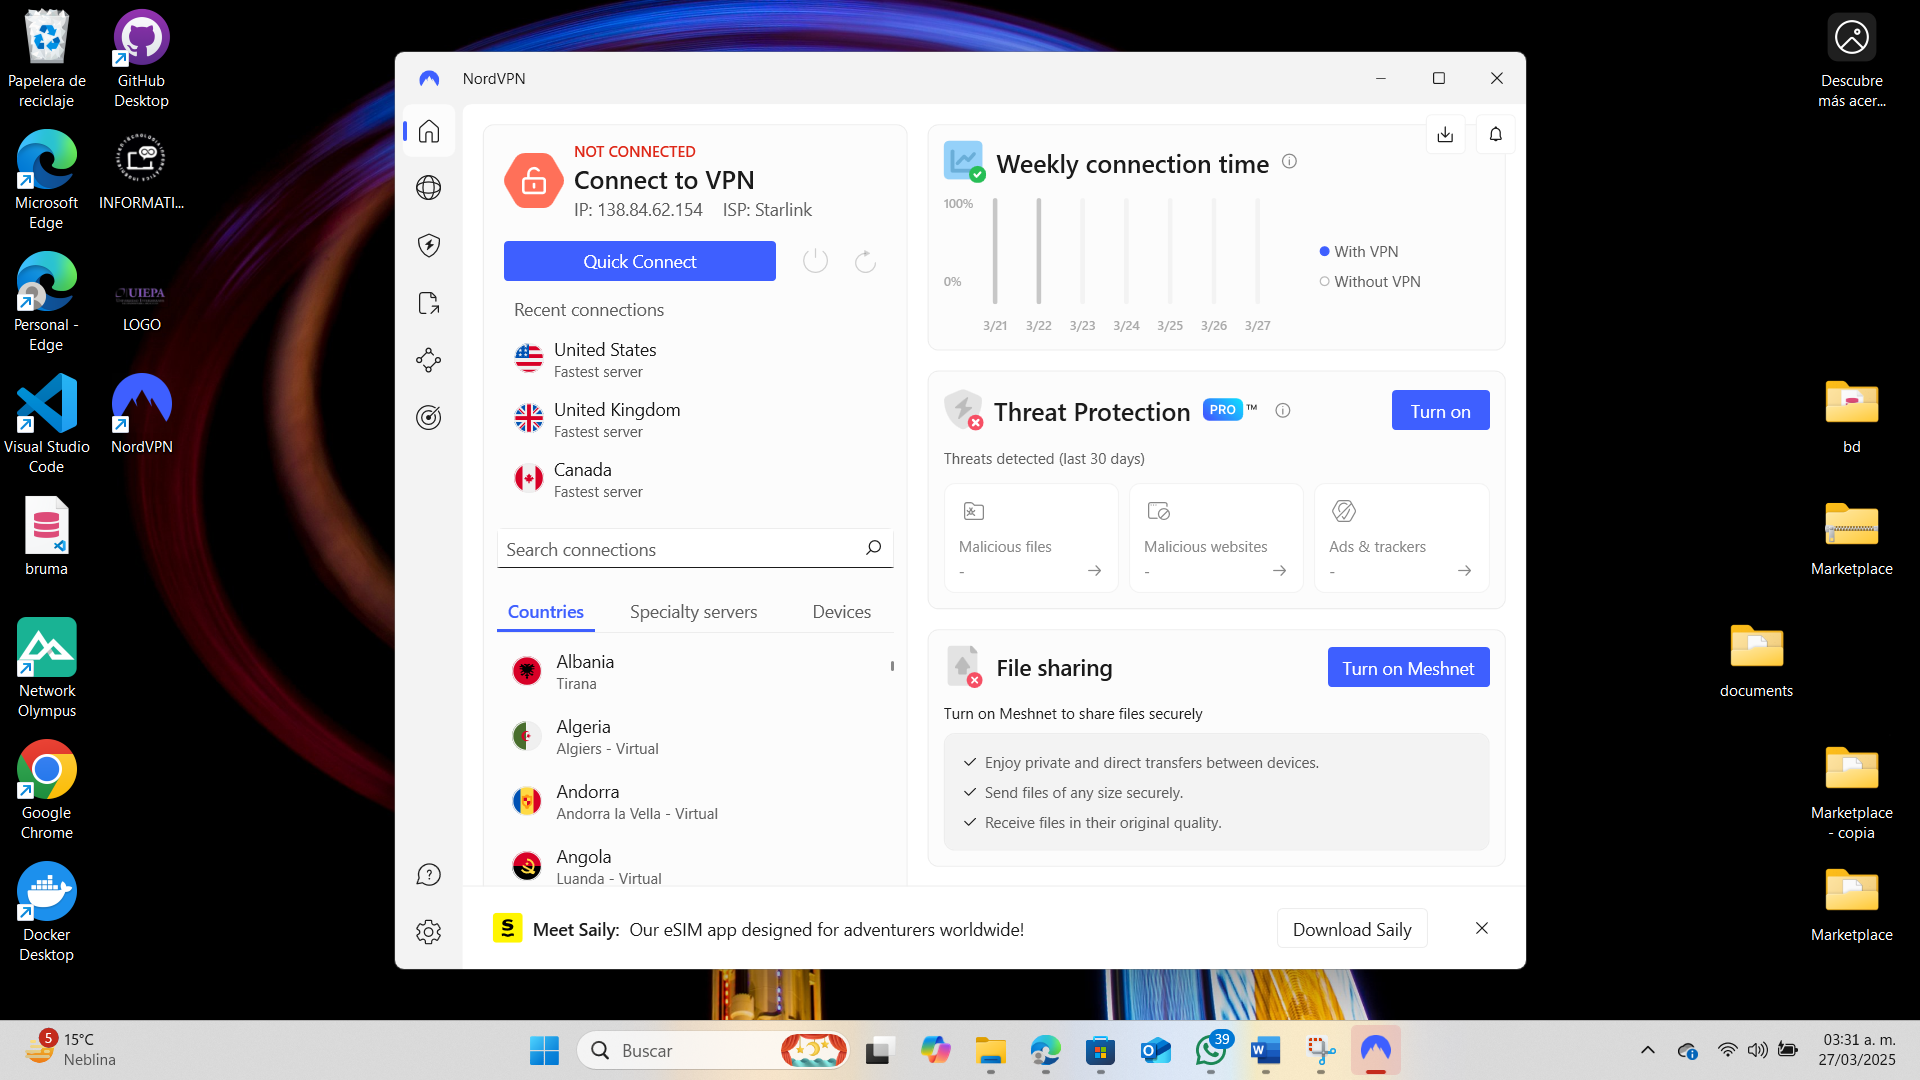 Papelera de
reciclaje
GitHub
Desktop
Microsoft
Edge
INFORMATI...
Personal -
Edge
UIEPA
LOGO
Visual Studio
Code
NordVPN
bruma
Network
Olympus
Google
Chrome
Docker
Desktop
NordVPN
NOT CONNECTED
Connect to VPN
IP: 138.84.62.154 ISP: Starlink
Quick Connect
Recent connections
United States
Fastest server
United Kingdom
Fastest server
Canada
Fastest server
Search connections
Countries Specialty servers Devices
Albania
Tirana
Algeria
Algiers - Virtual
Andorra
Andorra la Vella - Virtual
Angola
Luanda - Virtual
Weekly connection time
100%
0%
3/21 3/22 3/23 3/24 3/25 3/26 3/27
With VPN
Without VPN
Threat Protection PRO ™
Turn on
Threats detected (last 30 days)
Malicious files
-
Malicious websites
-
Ads & trackers
-
File sharing
Turn on Meshnet
Turn on Meshnet to share files securely
Enjoy private and direct transfers between devices.
Send files of any size securely.
Receive files in their original quality.
Meet Saily: Our eSIM app designed for adventurers worldwide!
Download Saily
Descubre
más acer...
bd
Marketplace
documents
Marketplace
- copia
Marketplace
5
15°C
Neblina
Buscar
39
03:31 a. m.
27/03/2025